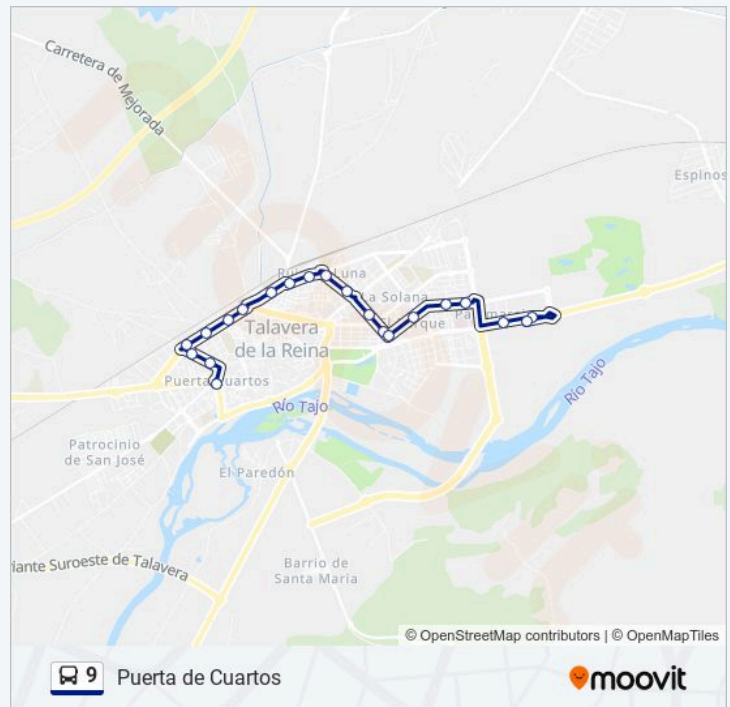 Carretera de
Mejorada
Espinos
La Solana
Talavera
de la Reina
Puerta
Cuartos
Río Tajo
Río Tajo
Patrocinio
de San José
El Paredón
riante Suroeste de Talavera
Barrio de
Santa María
© OpenStreetMap contributors | © OpenMapTiles
9 Puerta de Cuartos
moovit